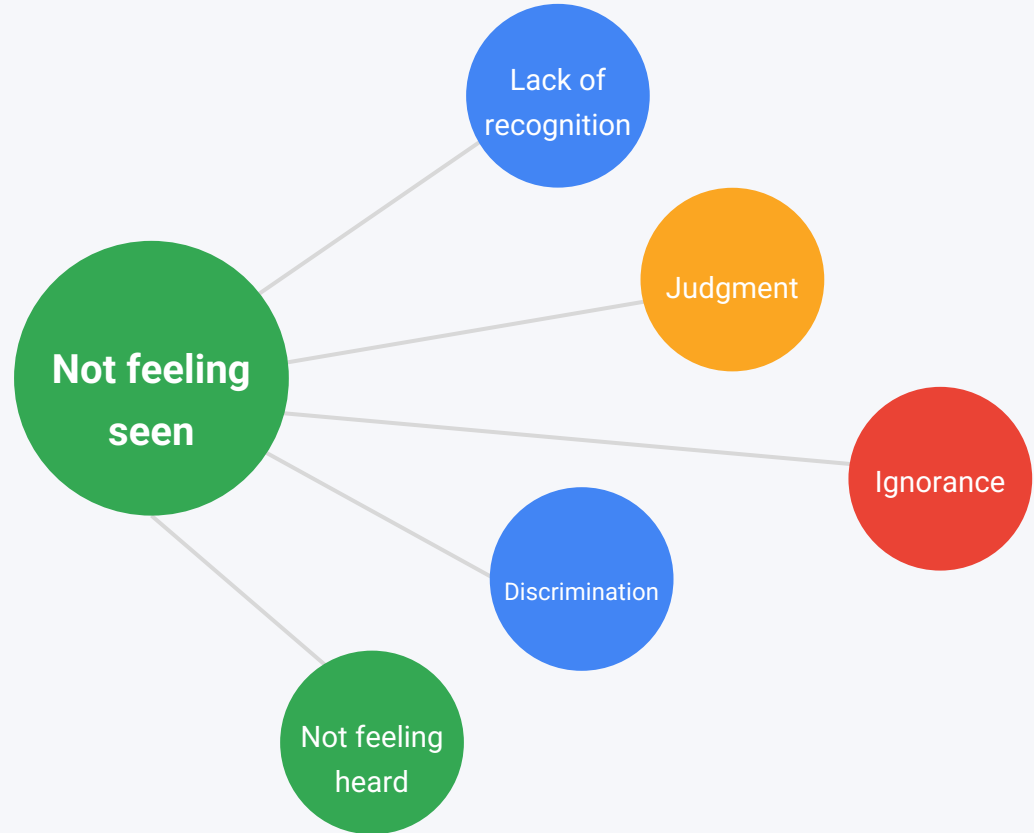 Lack of
recognition
Judgment
Not feeling
seen
Ignorance
Discrimination
Not feeling
heard